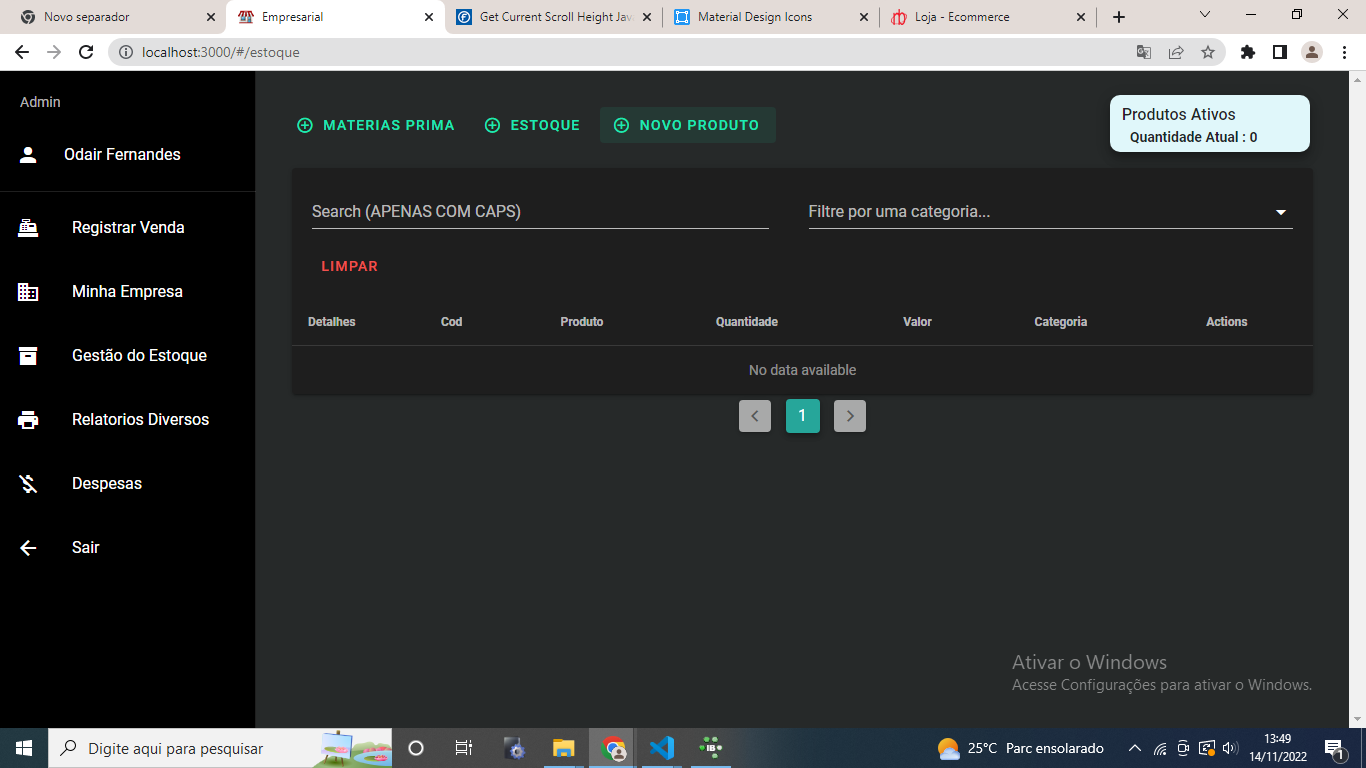 Novo separador
Empresarial
Get Current Scroll Height Jav
Material Design Icons
Loja - Ecommerce
localhost:3000/#/estoque
Admin
Odair Fernandes
Registrar Venda
Minha Empresa
Gestão do Estoque
Relatorios Diversos
Despesas
Sair
MATERIAS PRIMA
ESTOQUE
NOVO PRODUTO
Produtos Ativos
Quantidade Atual : 0
Search (APENAS COM CAPS)
Filtre por uma categoria...
LIMPAR
Detalhes Cod Produto Quantidade Valor Categoria Actions
No data available
1
Ativar o Windows
Acesse Configurações para ativar o Windows.
Digite aqui para pesquisar
25°C Parc ensolarado
13:49
14/11/2022
1